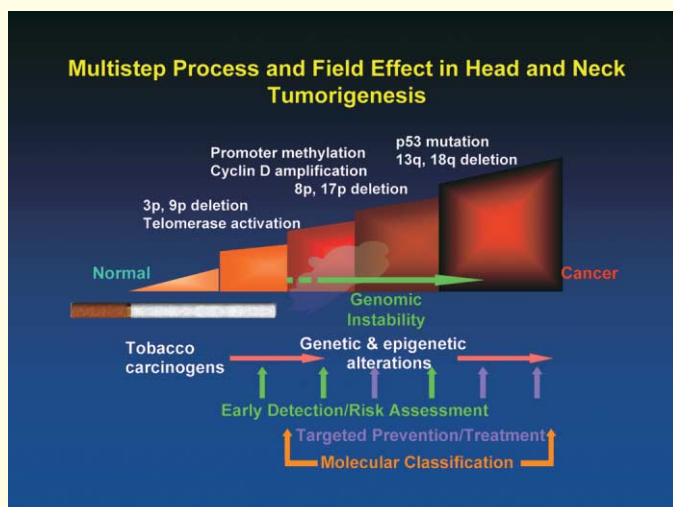 Multistep Process and Field Effect in Head and Neck
Tumorigenesis
p53 mutation
13q, 18q deletion
Promoter methylation
Cyclin D amplification
8p, 17p deletion
3p, 9p deletion
Telomerase activation
Normal
Cancer
Genomic
Instability
Tobacco
carcinogens
Genetic & epigenetic
alterations
Early Detection/Risk Assessment
Targeted Prevention/Treatment
Molecular Classification